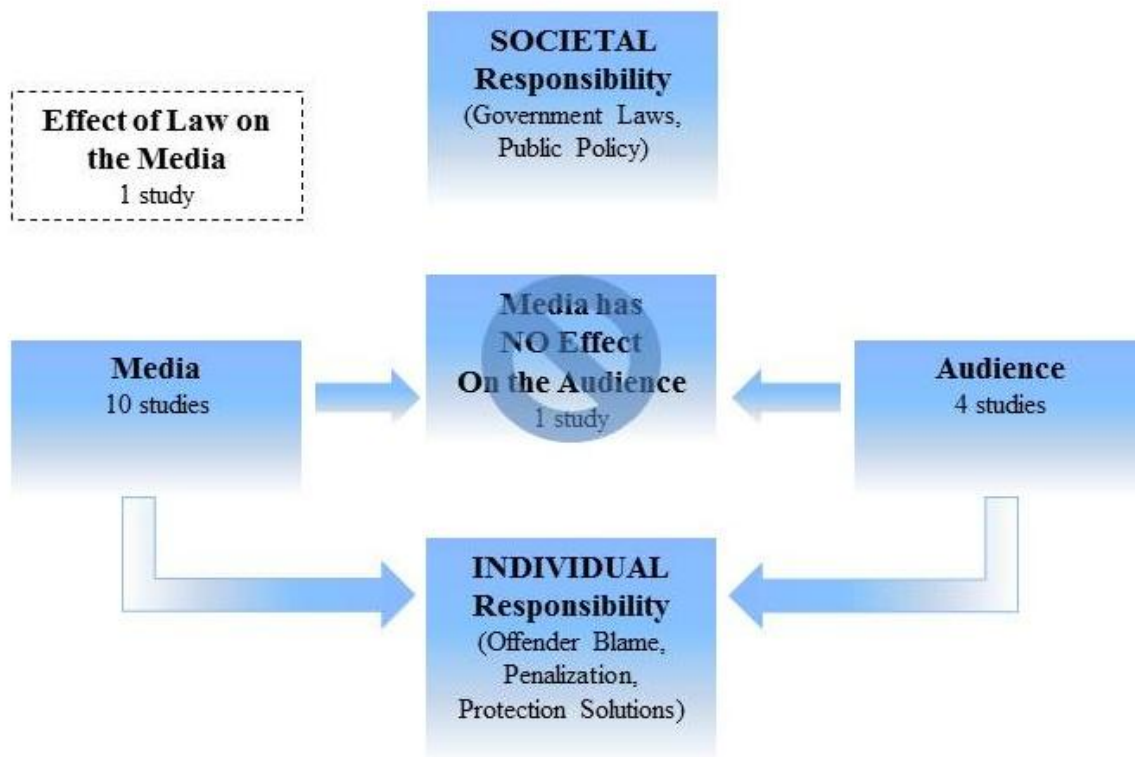 SOCIETAL
Responsibility
(Government Laws,
Public Policy)
Effect of Law on
the Media
1 study
Media has
NO Effect
On the Audience
1 study
Media
10 studies
Audience
4 studies
INDIVIDUAL
Responsibility
(Offender Blame,
Penalization,
Protection Solutions)